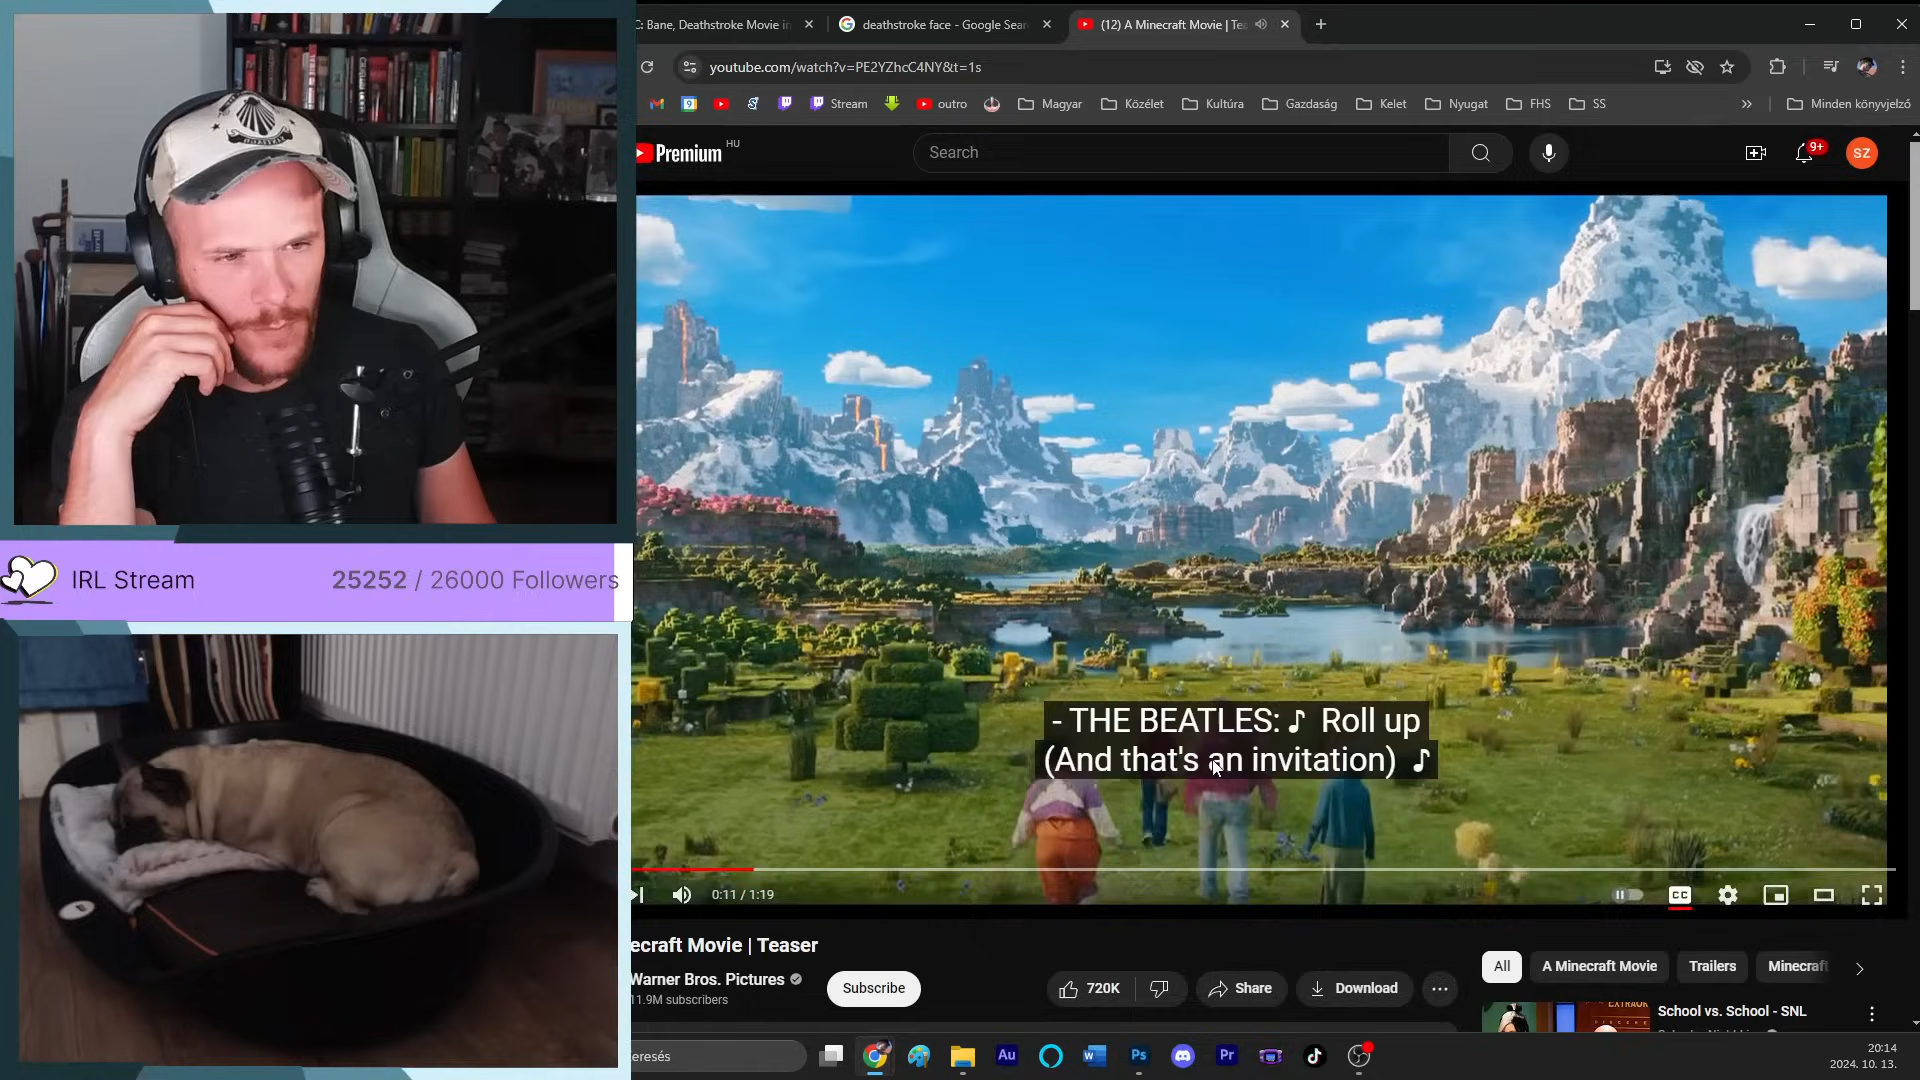 C: Bane, Deathstroke Movie in
deathstroke face - Google Sear
(12) A Minecraft Movie | Tea
youtube.com/watch?v=PE2YZhcC4NY&t=1s
Stream
outro
Magyar
Közélet
Kultúra
Gazdaság
Kelet
Nyugat
FHS
SS
»
Minden könyvjelző
Premium HU
Search
9+
SZ
- THE BEATLES:♪ Roll up
(And that's an invitation) ♪
0:11 / 1:19
CC
ecraft Movie | Teaser
Warner Bros. Pictures
11.9M subscribers
Subscribe
720K
Share
Download
All
A Minecraft Movie
Trailers
Minecraft
School vs. School - SNL
IRL Stream
25252 / 26000 Followers
eresés
Au
Ps
Pr
20:14
2024. 10. 13.